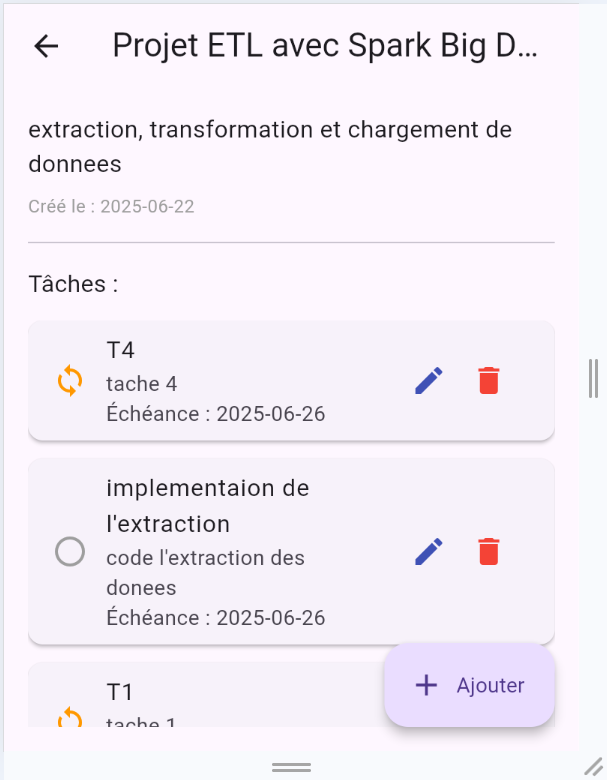 Projet ETL avec Spark Big D...
extraction, transformation et chargement de
donnees
Créé le : 2025-06-22
Tâches :
T4
tache 4
Échéance : 2025-06-26
implementaion de
l'extraction
code l'extraction des
donees
Échéance : 2025-06-26
T1
tache 1
Ajouter